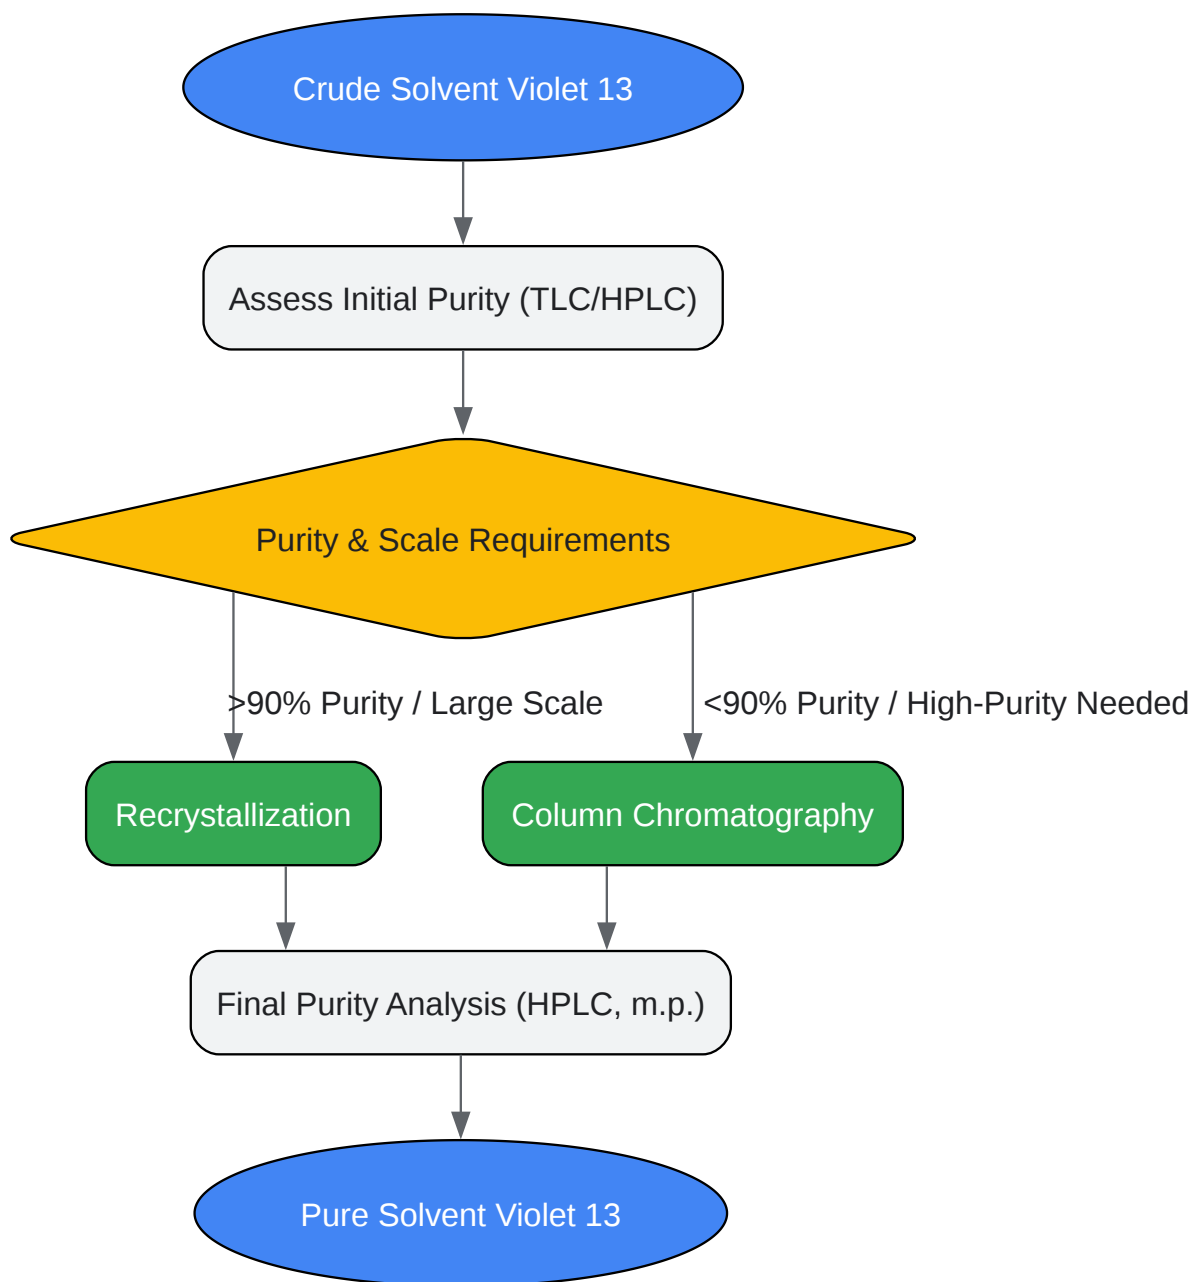 Crude Solvent Violet 13
Assess Initial Purity (TLC/HPLC)
Purity & Scale Requirements
>90% Purity / Large Scale
<90% Purity / High-Purity Needed
Recrystallization
Column Chromatography
Final Purity Analysis (HPLC, m.p.)
Pure Solvent Violet 13